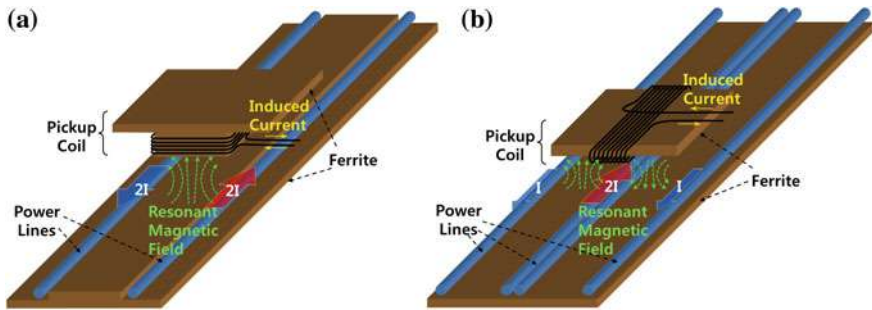 (a)
Pickup
Coil
Induced
Current
Ferrite
2I
2I
Power
Lines
Resonant
Magnetic
Field
(b)
Pickup
Coil
Induced
Current
Ferrite
I
2I
I
Power
Lines
Resonant
Magnetic
Field